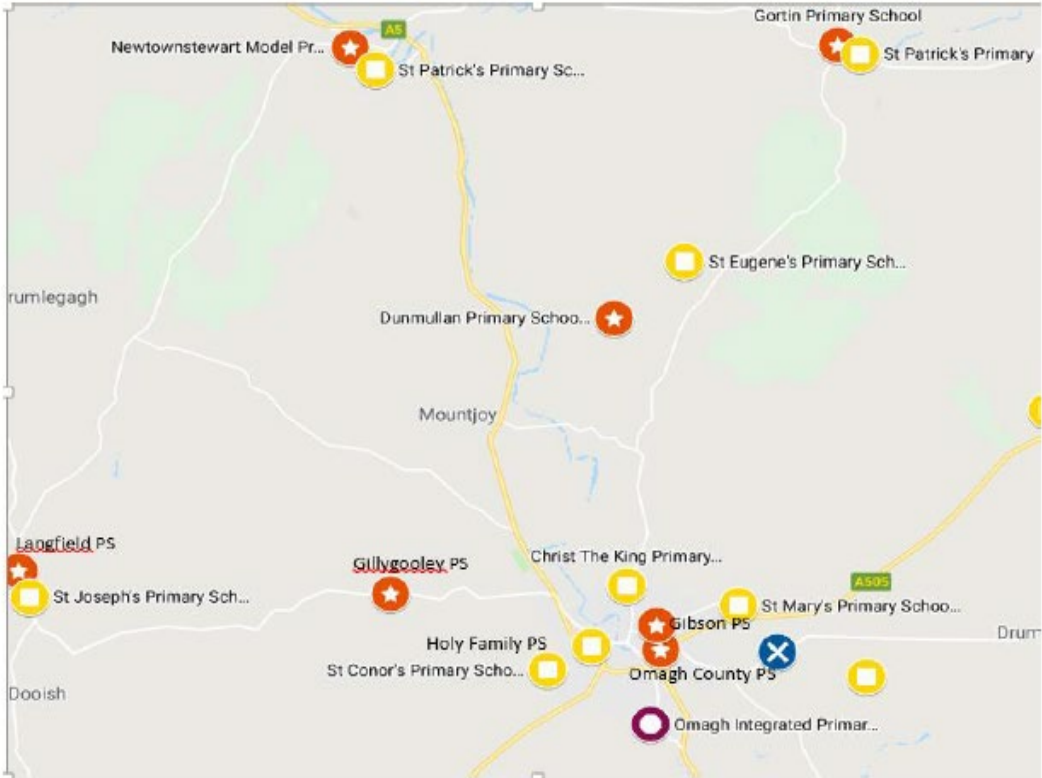 Gortin Primary School
A5
Newtownstewart Model Pr...
St Patrick's Primary Sc...
St Patrick's Primary
St Eugene's Primary Sch...
rumlegagh
Dunmullan Primary Schoo...
Mountjoy
Langfield PS
Gillygooley PS
Christ The King Primary...
A505
St Joseph's Primary Sch...
St Mary's Primary Schoo...
Gibson PS
Drum
Holy Family PS
St Conor's Primary Scho...
Omagh County PS
Dooish
Omagh Integrated Primar...